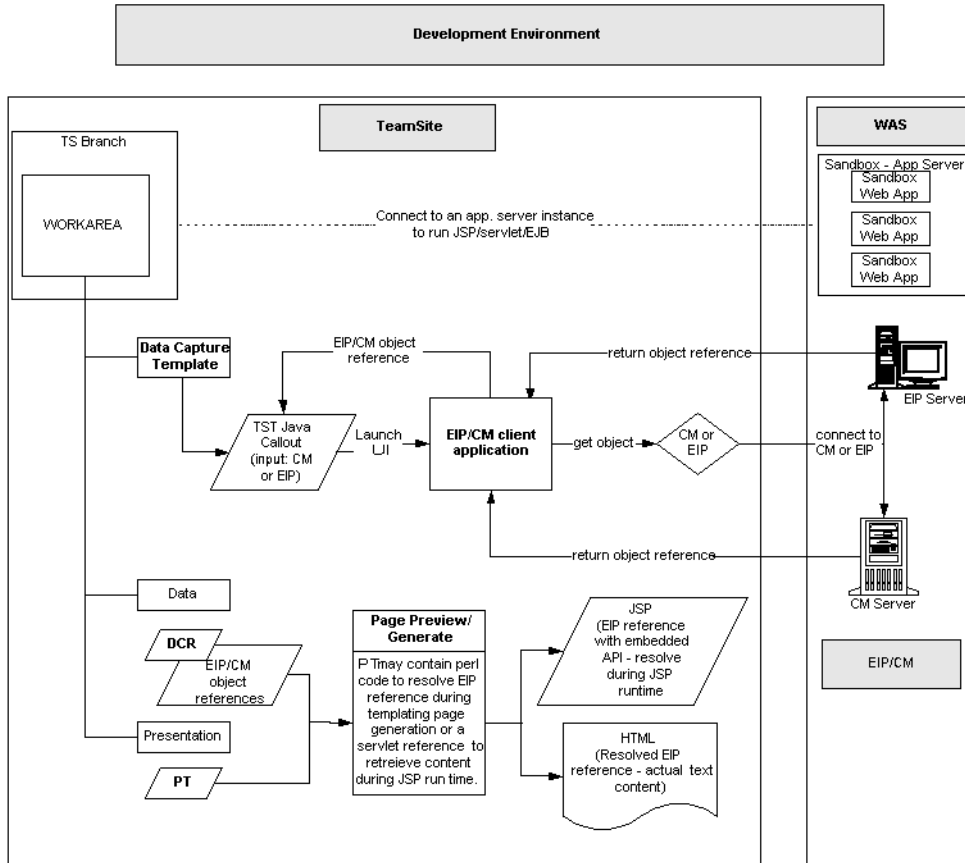 Development Environment
TeamSite
WAS
TS Branch
WORKAREA
Sandbox - App Server
Sandbox
Web App
Sandbox
Web App
Sandbox
Web App
Connect to an app. server instance
to run JSP/servlet/EJB
Data Capture
Template
EIP/CM object
reference
return object reference
EIP Server
TST Java
Callout
(input: CM
or EIP)
Launch
UI
EIP/CM client
application
get object
CM or
EIP
connect to
CM or EIP
return object reference
CM Server
Data
DCR
EIP/CM
object
references
Presentation
PT
Page Preview/
Generate
PTmay contain perl
code to resolve EIP
reference during
templating page
generation or a
servlet reference to
retreieve content
during JSP run time.
JSP
(EIP reference
with embedded
API - resolve
during JSP
runtime
HTML
(Resolved EIP
reference - actual text
content)
EIP/CM